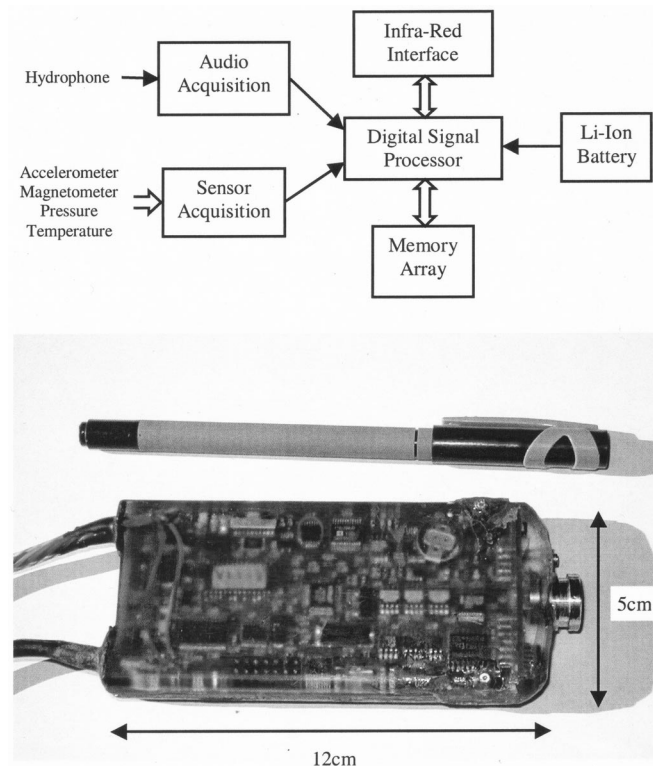 Infra-Red
Interface
Audio
Acquisition
Hydrophone
Digital Signal
Processor
Li-Ion
Battery
Accelerometer
Magnetometer
Pressure
Temperature
Sensor
Acquisition
Memory
Array
5cm
12cm